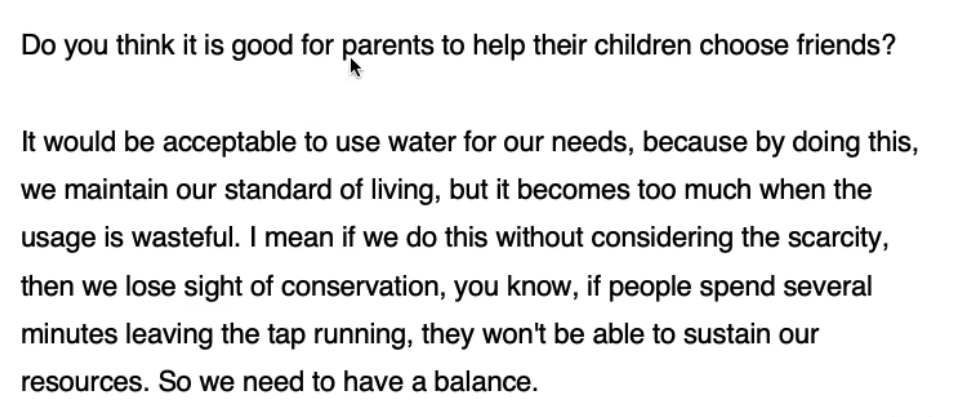 Do you think it is good for parents to help their children choose friends?
It would be acceptable to use water for our needs, because by doing this,
we maintain our standard of living, but it becomes too much when the
usage is wasteful. I mean if we do this without considering the scarcity,
then we lose sight of conservation, you know, if people spend several
minutes leaving the tap running, they won't be able to sustain our
resources. So we need to have a balance.